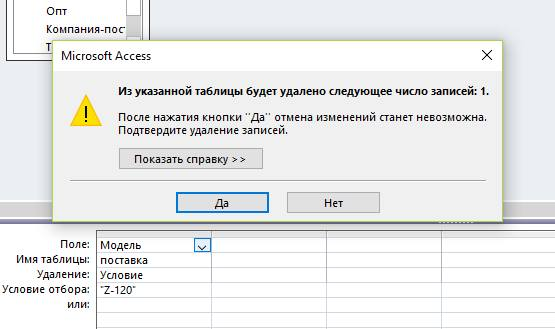 Опт
Компания-пос
Microsoft Access
Из указанной таблицы будет удалено следующее число записей: 1.
После нажатия кнопки "Да" отмена изменений станет невозможна.
Подтвердите удаление записей.
Показать справку >>
Да
Нет
Поле: Модель
Имя таблицы: поставка
Удаление: Условие
Условие отбора: "Z-120"
или: